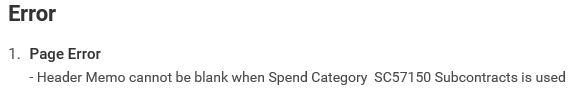 Error
1. Page Error
- Header Memo cannot be blank when Spend Category  SC57150 Subcontracts is used